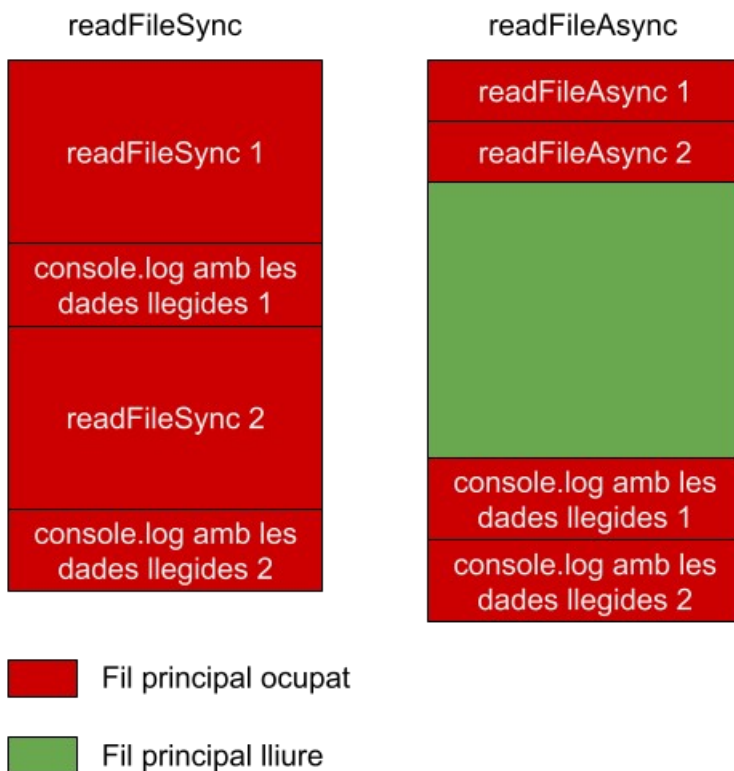 readFileSync
readFileSync 1
console.log amb les
dades llegides 1
readFileSync 2
console.log amb les
dades llegides 2
readFileAsync
readFileAsync 1
readFileAsync 2
console.log amb les
dades llegides 1
console.log amb les
dades llegides 2
Fil principal ocupat
Fil principal lliure